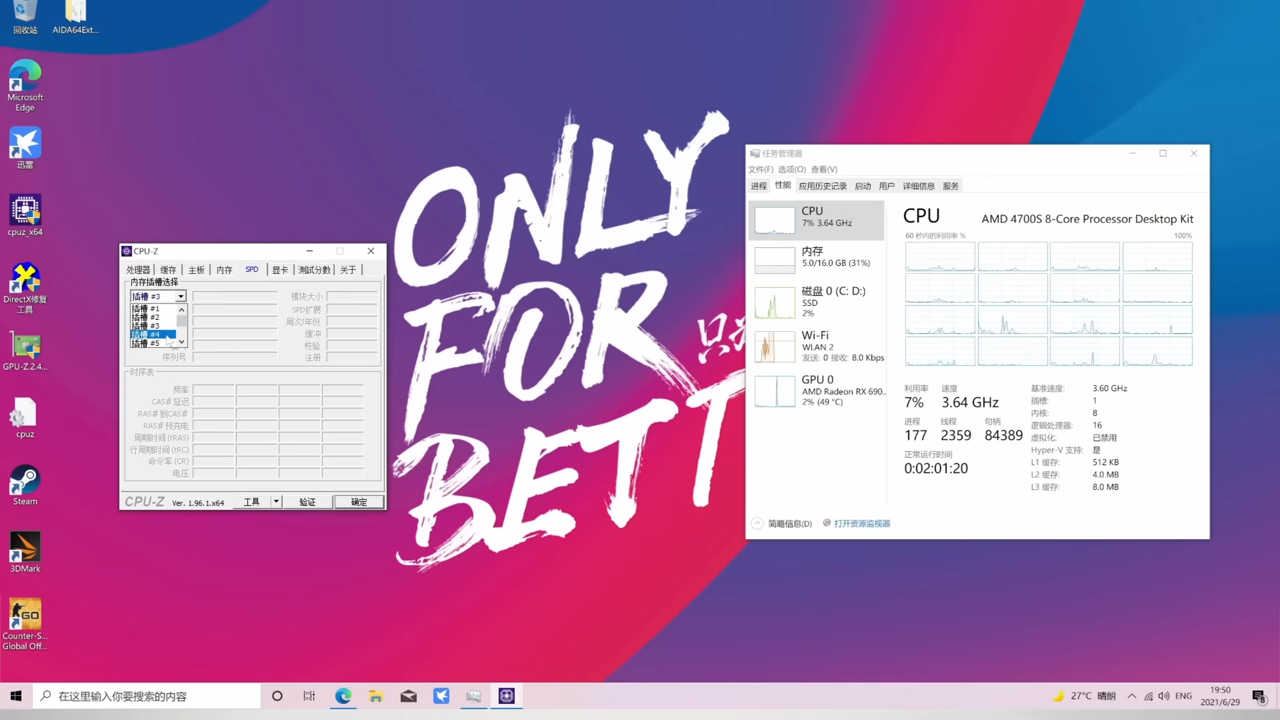 回收站
AIDA64Ext...
Microsoft
Edge
迅雷
cpuz_x64
DirectX修复
工具
GPU-Z.2.4...
cpuz
Steam
3DMark
Counter-S...
Global Off...
ONLY
FOR
BETT
CPU-Z
处理器 缓存 主板 内存 SPD 显卡 测试分数 关于
内存插槽选择
插槽 #3
插槽 #1
插槽 #2
插槽 #3
插槽 #4
插槽 #5
模块大小
SPD扩展
周次/年份
缓冲
校验
序列号
注册
时序表
频率
CAS# 延迟
RAS# 到CAS#
RAS# 预充电
周期时间 (tRAS)
行周期时间 (tRC)
命令率 (CR)
电压
CPU-Z Ver. 1.96.1.x64 工具 验证 确定
任务管理器
文件(F) 选项(O) 查看(V)
进程 性能 应用历史记录 启动 用户 详细信息 服务
CPU
7% 3.64 GHz
内存
5.0/16.0 GB (31%)
磁盘 0 (C: D:)
SSD
2%
Wi-Fi
WLAN 2
发送: 0 接收: 8.0 Kbps
GPU 0
AMD Radeon RX 690...
2% (49 °C)
CPU AMD 4700S 8-Core Processor Desktop Kit
60 秒内的利用率 % 100%
利用率 速度
7% 3.64 GHz
进程 线程 句柄
177 2359 84389
正常运行时间
0:02:01:20
基准速度: 3.60 GHz
插槽: 1
内核: 8
逻辑处理器: 16
虚拟化: 已禁用
Hyper-V 支持: 是
L1 缓存: 512 KB
L2 缓存: 4.0 MB
L3 缓存: 8.0 MB
简略信息(D) 打开资源监视器
在这里输入你要搜索的内容
27°C 晴朗 ENG
19:50
2021/6/29